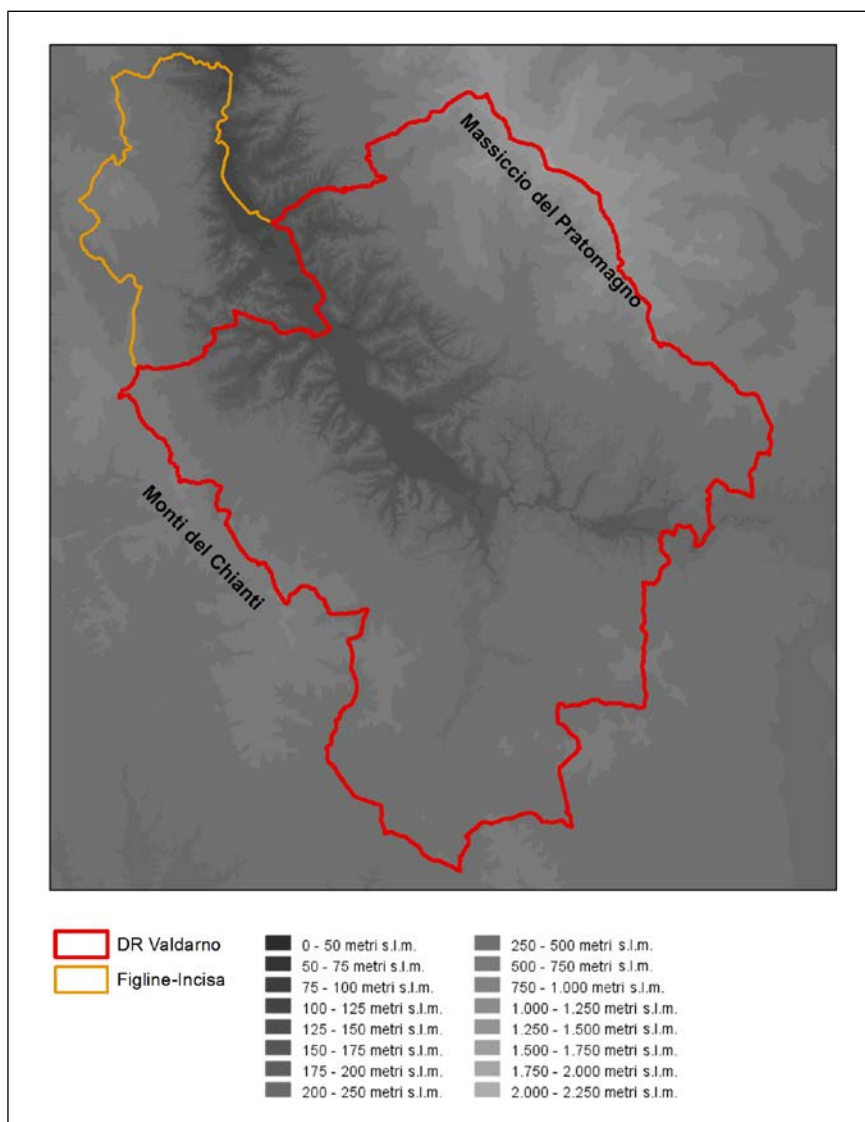 Massiccio del Pratomagno
Monti del Chianti
DR Valdarno
Figline-Incisa
0 - 50 metri s.l.m.
50 - 75 metri s.l.m.
75 - 100 metri s.l.m.
100 - 125 metri s.l.m.
125 - 150 metri s.l.m.
150 - 175 metri s.l.m.
175 - 200 metri s.l.m.
200 - 250 metri s.l.m.
250 - 500 metri s.l.m.
500 - 750 metri s.l.m.
750 - 1.000 metri s.l.m.
1.000 - 1.250 metri s.l.m.
1.250 - 1.500 metri s.l.m.
1.500 - 1.750 metri s.l.m.
1.750 - 2.000 metri s.l.m.
2.000 - 2.250 metri s.l.m.